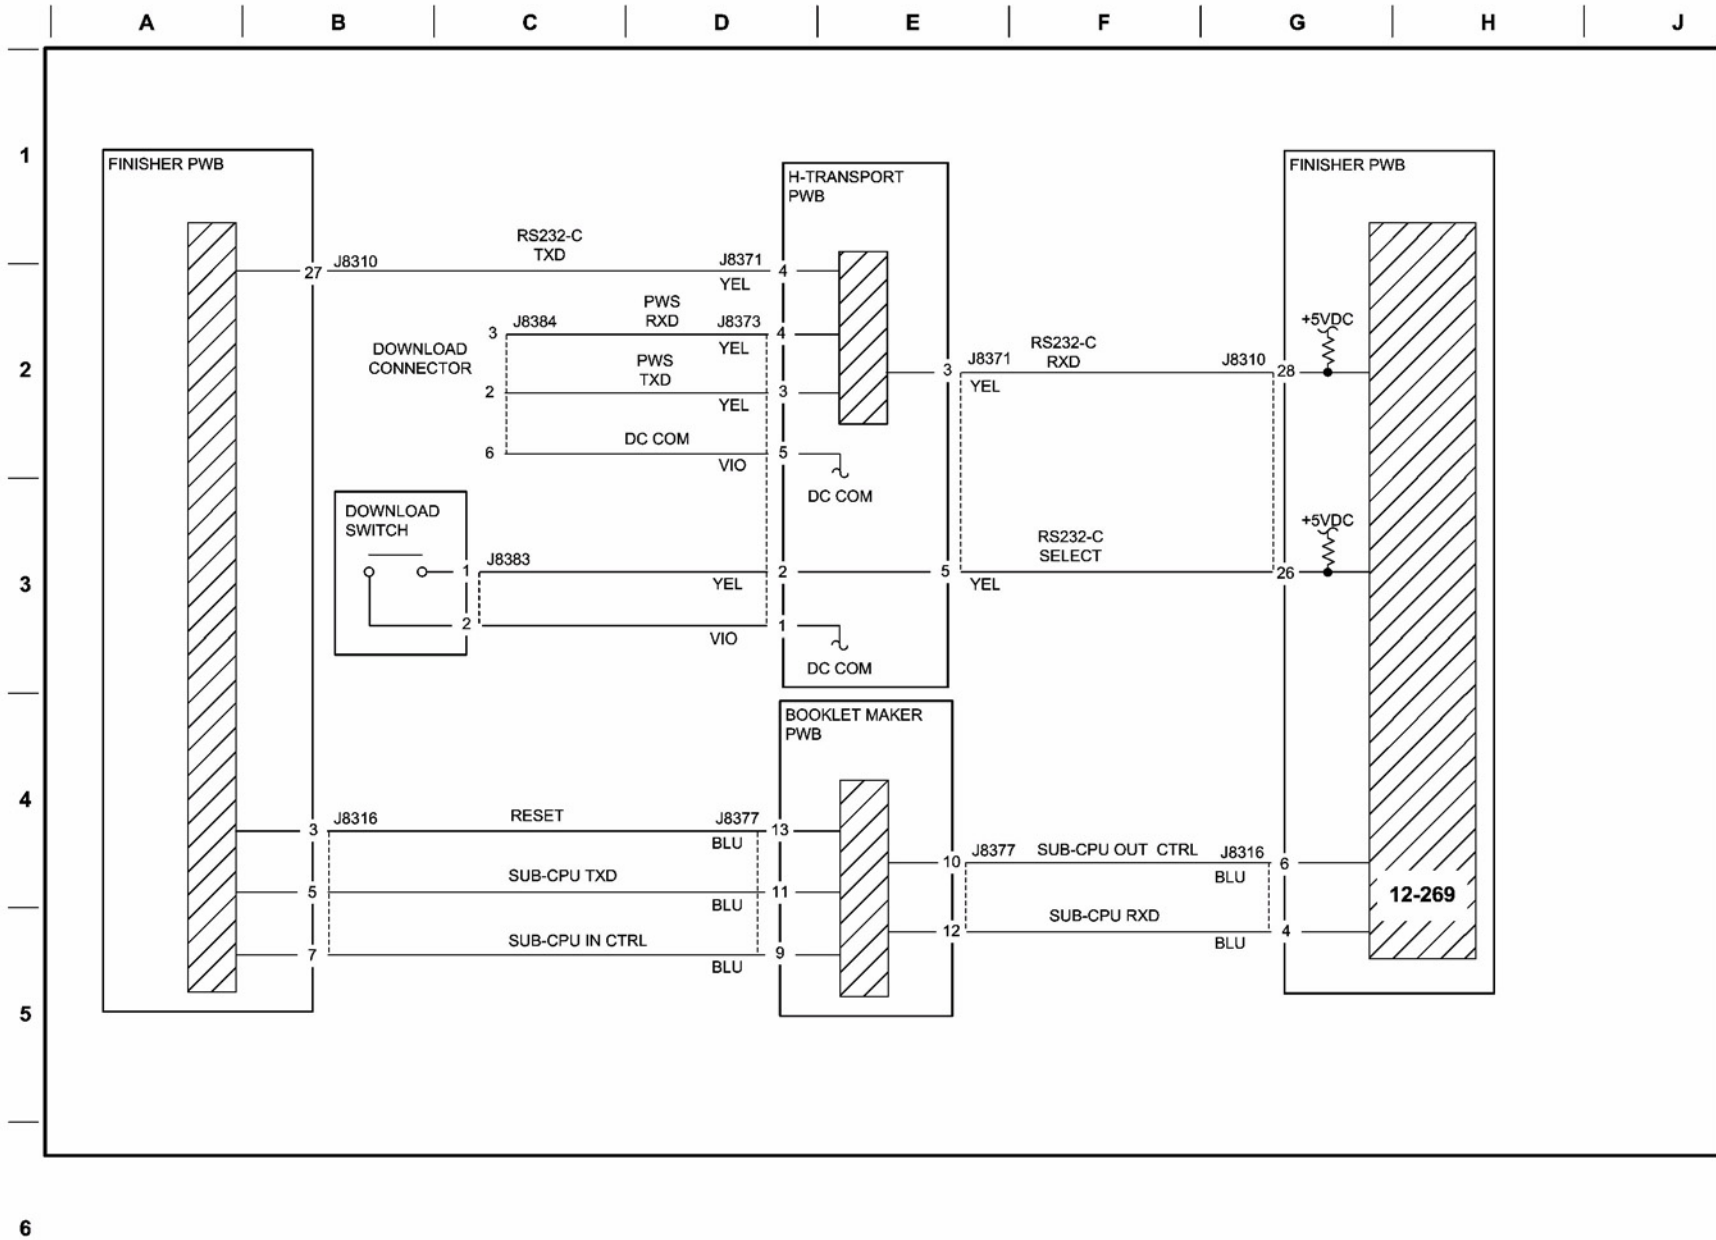 A B C D E F G H J
1
FINISHER PWB
H-TRANSPORT
PWB
FINISHER PWB
RS232-C
TXD
27 J8310
J8371 4
YEL
PWS
RXD
3 J8384
J8373 4
YEL
DOWNLOAD
CONNECTOR
PWS
TXD
2
3
YEL
DC COM
6
5
VIO
DC COM
2
+5VDC
RS232-C
RXD
3 J8371
J8310 28
YEL
DOWNLOAD
SWITCH
+5VDC
RS232-C
SELECT
3
1 J8383
2
YEL
5
YEL
26
2
1
VIO
DC COM
BOOKLET MAKER
PWB
4
3 J8316
RESET
J8377 13
BLU
SUB-CPU TXD
5
11
BLU
SUB-CPU IN CTRL
7
9
BLU
10 J8377
SUB-CPU OUT CTRL
J8316 6
BLU
12-269
SUB-CPU RXD
12
4
BLU
5
6